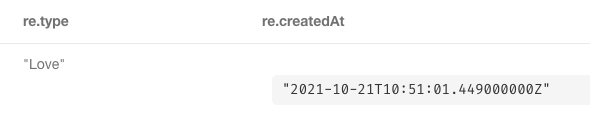 re.type re.createdAt
"Love"
"2021-10-21T10:51:01.449000000Z"